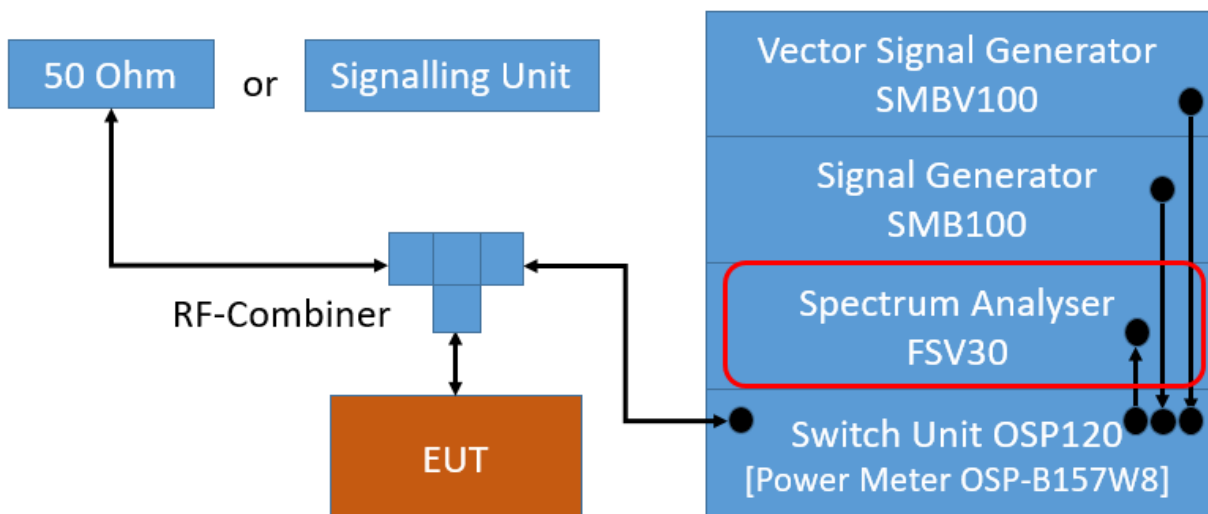 50 Ohm
or
Signalling Unit
Vector Signal Generator
SMBV100
Signal Generator
SMB100
RF-Combiner
Spectrum Analyser
FSV30
EUT
Switch Unit OSP120
[Power Meter OSP-B157W8]